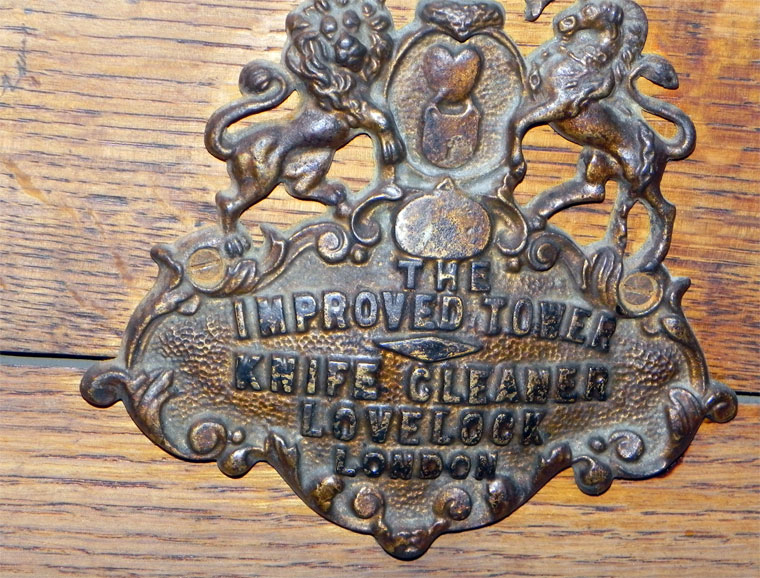 THE
IMPROVED TOWER
KNIFE CLEANER
LOVELOCK
LONDON